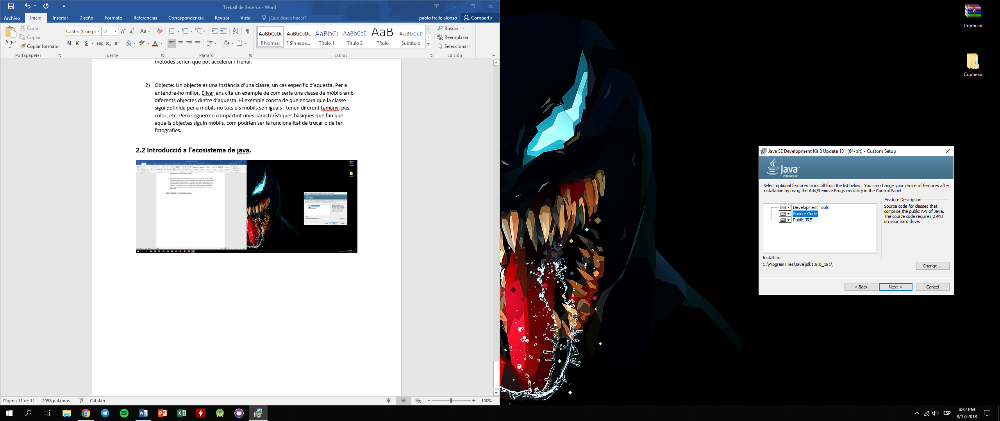 Treball de Recerca - Word
Archivo Inicio Insertar Diseño Formato Referencias Correspondencia Revisar Vista ¿Qué desea hacer? pablo fraile alonso Compartir
Pegar
Cortar
Copiar
Copiar formato
Portapapeles
Calibri (Cuerpo 12
N K S abc x₂ x²
Fuente
Párrafo
AaBbCcDc AaBbCcDc AaBbCc AaBbCcD AaB AaBbCcD
¶ Normal ¶ Sin espa... Título 1 Título 2 Título Subtítulo
Estilos
Buscar
Reemplazar
Seleccionar
Edición
mètodes serien que pot accelerar i frenar.
2) Objecte: Un objecte es una instància d’una classe, un cas específic d’aquesta. Per a
entendre-ho millor, Elivar ens cita un exemple de com seria una classe de mòbils amb
diferents objectes dintre d’aquesta. El exemple consta de que encara que la classe
sigui definida per a mòbils no tots els mòbils son iguals , tenen diferent tamany, pes,
color, etc. Però segueixen compartint unes característiques bàsiques que fan que
aquells objectes siguin mòbils, com podrien ser la funcionalitat de trucar o de fer
fotografies.
2.2 Introducció a l’ecosistema de java.
Página 11 de 11 2058 palabras Catalán 100%
Cuphead
Cuphead
Java SE Development Kit 8 Update 181 (64-bit) - Custom Setup
Java™
ORACLE
Select optional features to install from the list below. You can change your choice of features after
installation by using the Add/Remove Programs utility in the Control Panel
Development Tools
Source Code
Public JRE
Feature Description
Source code for classes that
comprise the public API of Java.
The source code requires 27MB
on your hard drive.
Install to:
C:\Program Files\Java\jdk1.8.0_181\
Change...
< Back Next > Cancel
ESP
4:32 PM
8/17/2018